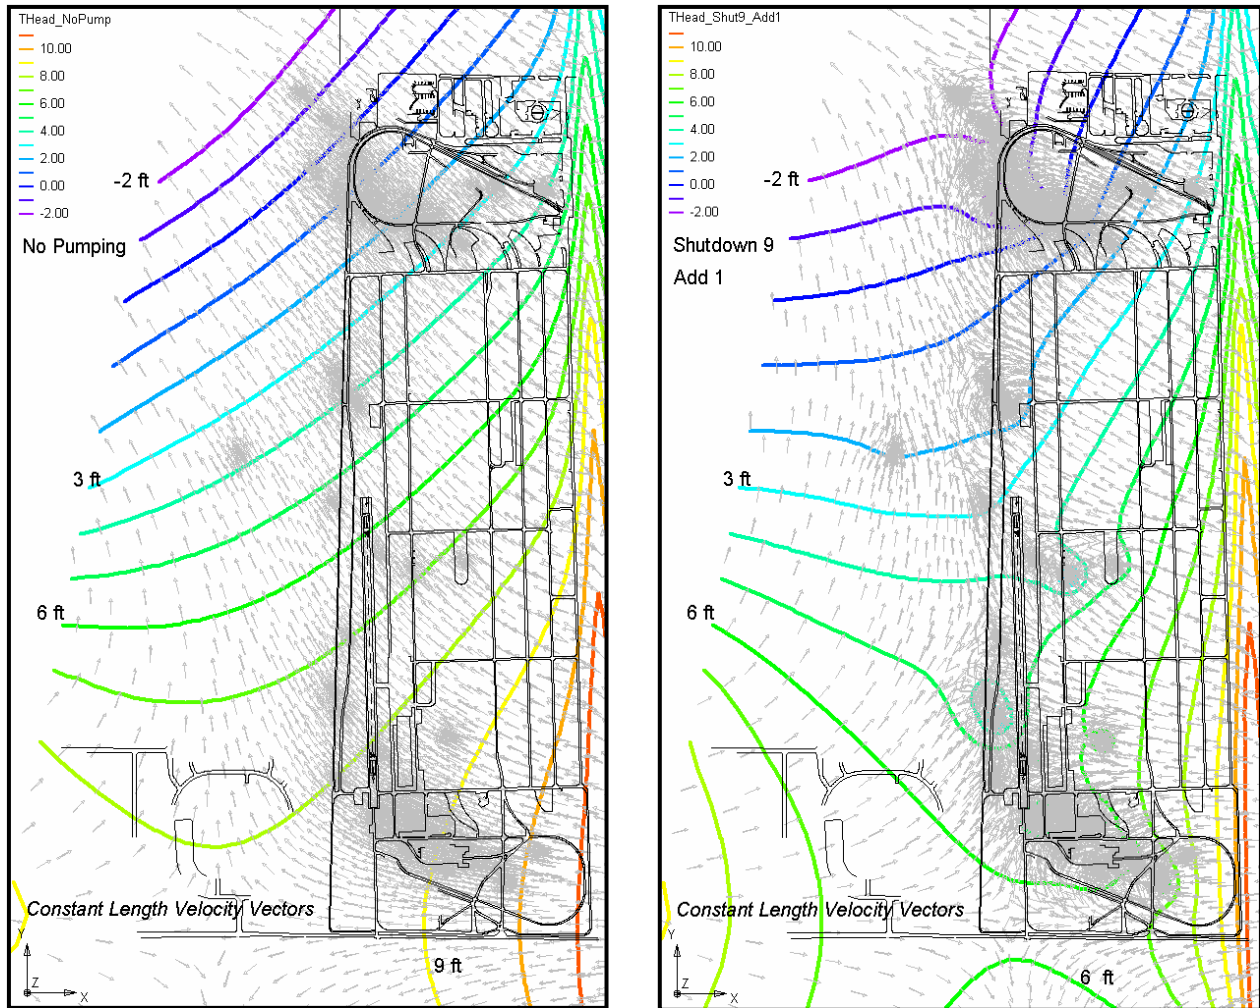 THead_NoPump
10.00
8.00
6.00
4.00
2.00
0.00
-2.00
-2 ft
No Pumping
3 ft
6 ft
Constant Length Velocity Vectors
9 ft
Y
Z
X
THead_Shut9_Add1
10.00
8.00
6.00
4.00
2.00
0.00
-2.00
-2 ft
Shutdown 9
Add 1
3 ft
6 ft
Constant Length Velocity Vectors
6 ft
Y
Z
X